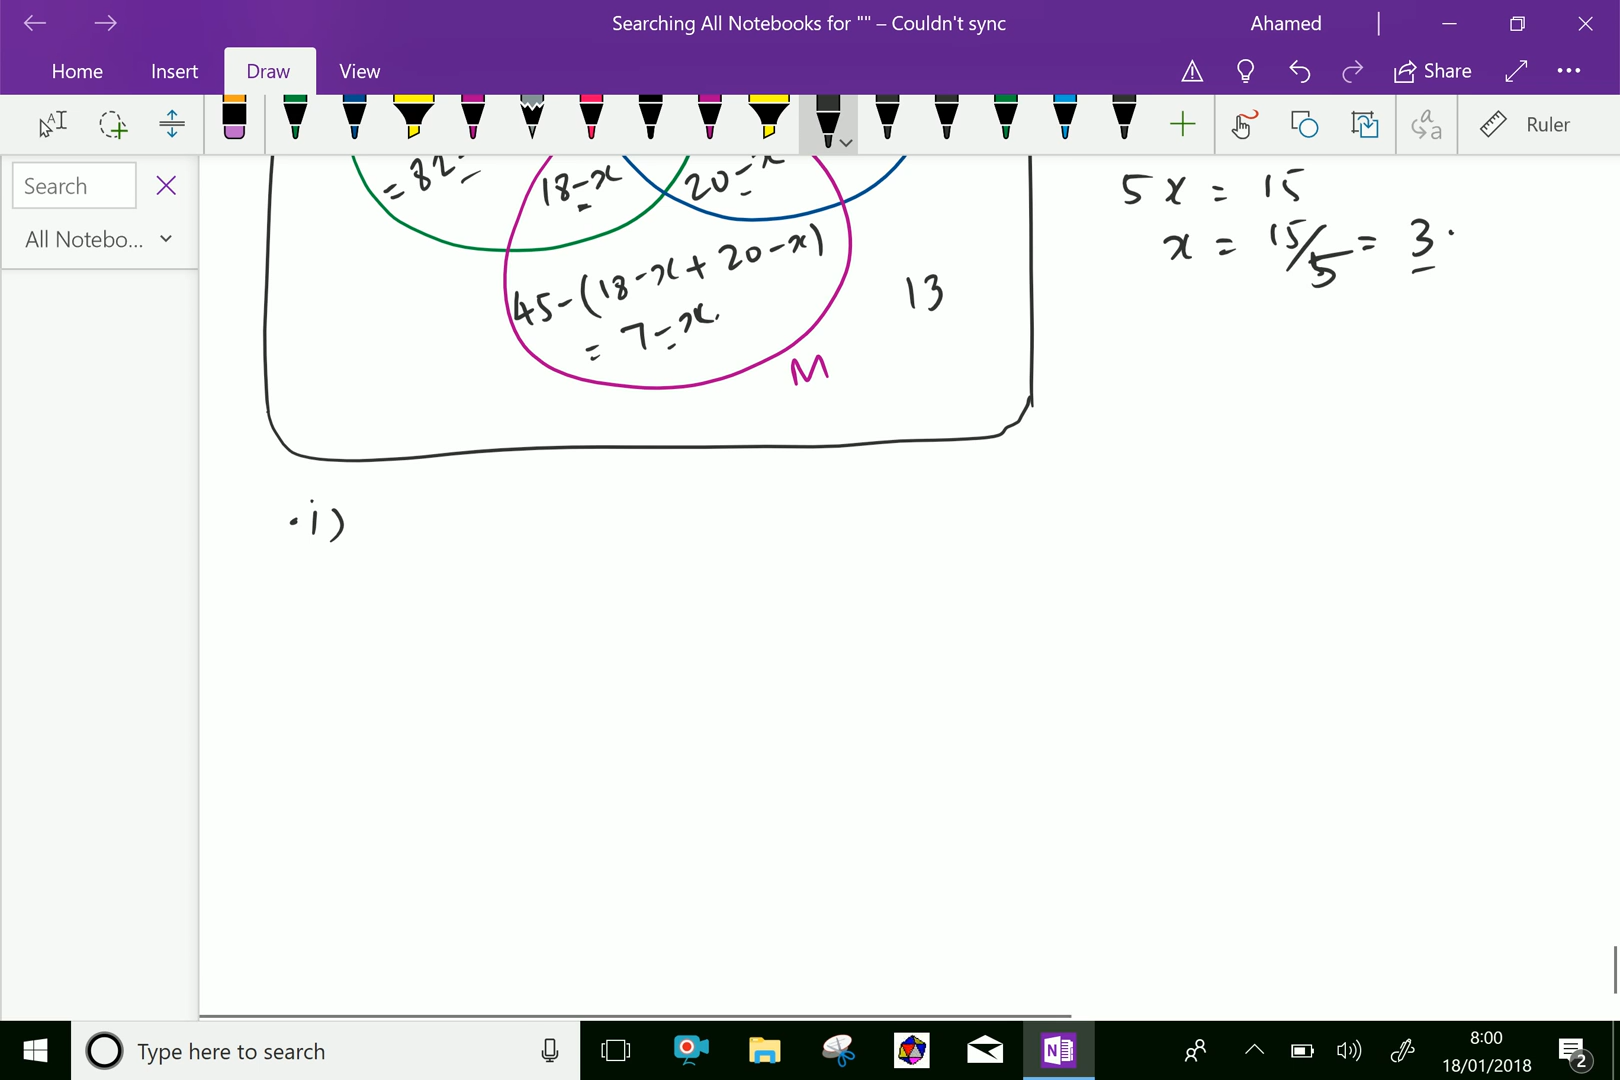 Searching All Notebooks for "" – Couldn't sync
Ahamed
Home Insert Draw View
Share
Ruler
Search
All Notebo...
= 82-
18-x
20-x
45-(18-x+20-x)
= 7-x.
13
M
5x = 15
x = 15/5 = 3.
.i)
Type here to search
8:00
18/01/2018
2